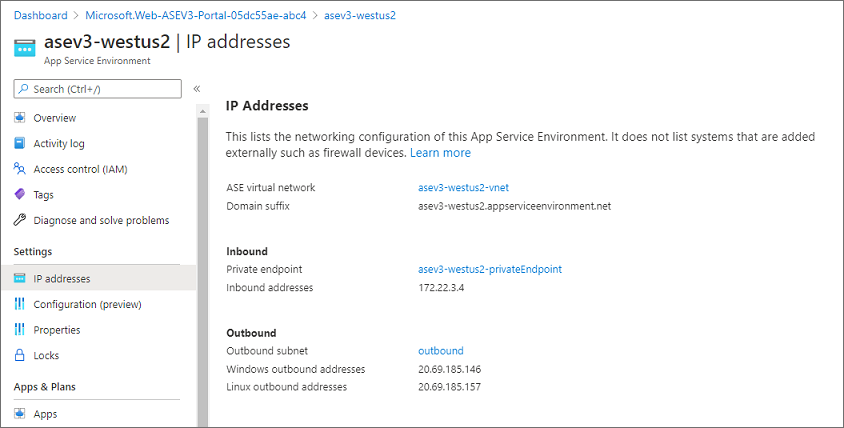 Dashboard > Microsoft.Web-ASEV3-Portal-05dc55ae-abc4 > asev3-westus2
asev3-westus2 | IP addresses
App Service Environment
Search (Ctrl+/)
«
Overview
Activity log
Access control (IAM)
Tags
Diagnose and solve problems
Settings
IP addresses
Configuration (preview)
Properties
Locks
Apps & Plans
Apps
IP Addresses
This lists the networking configuration of this App Service Environment. It does not list systems that are added
externally such as firewall devices. Learn more
ASE virtual network asev3-westus2-vnet
Domain suffix asev3-westus2.appserviceenvironment.net
Inbound
Private endpoint asev3-westus2-privateEndpoint
Inbound addresses 172.22.3.4
Outbound
Outbound subnet outbound
Windows outbound addresses 20.69.185.146
Linux outbound addresses 20.69.185.157